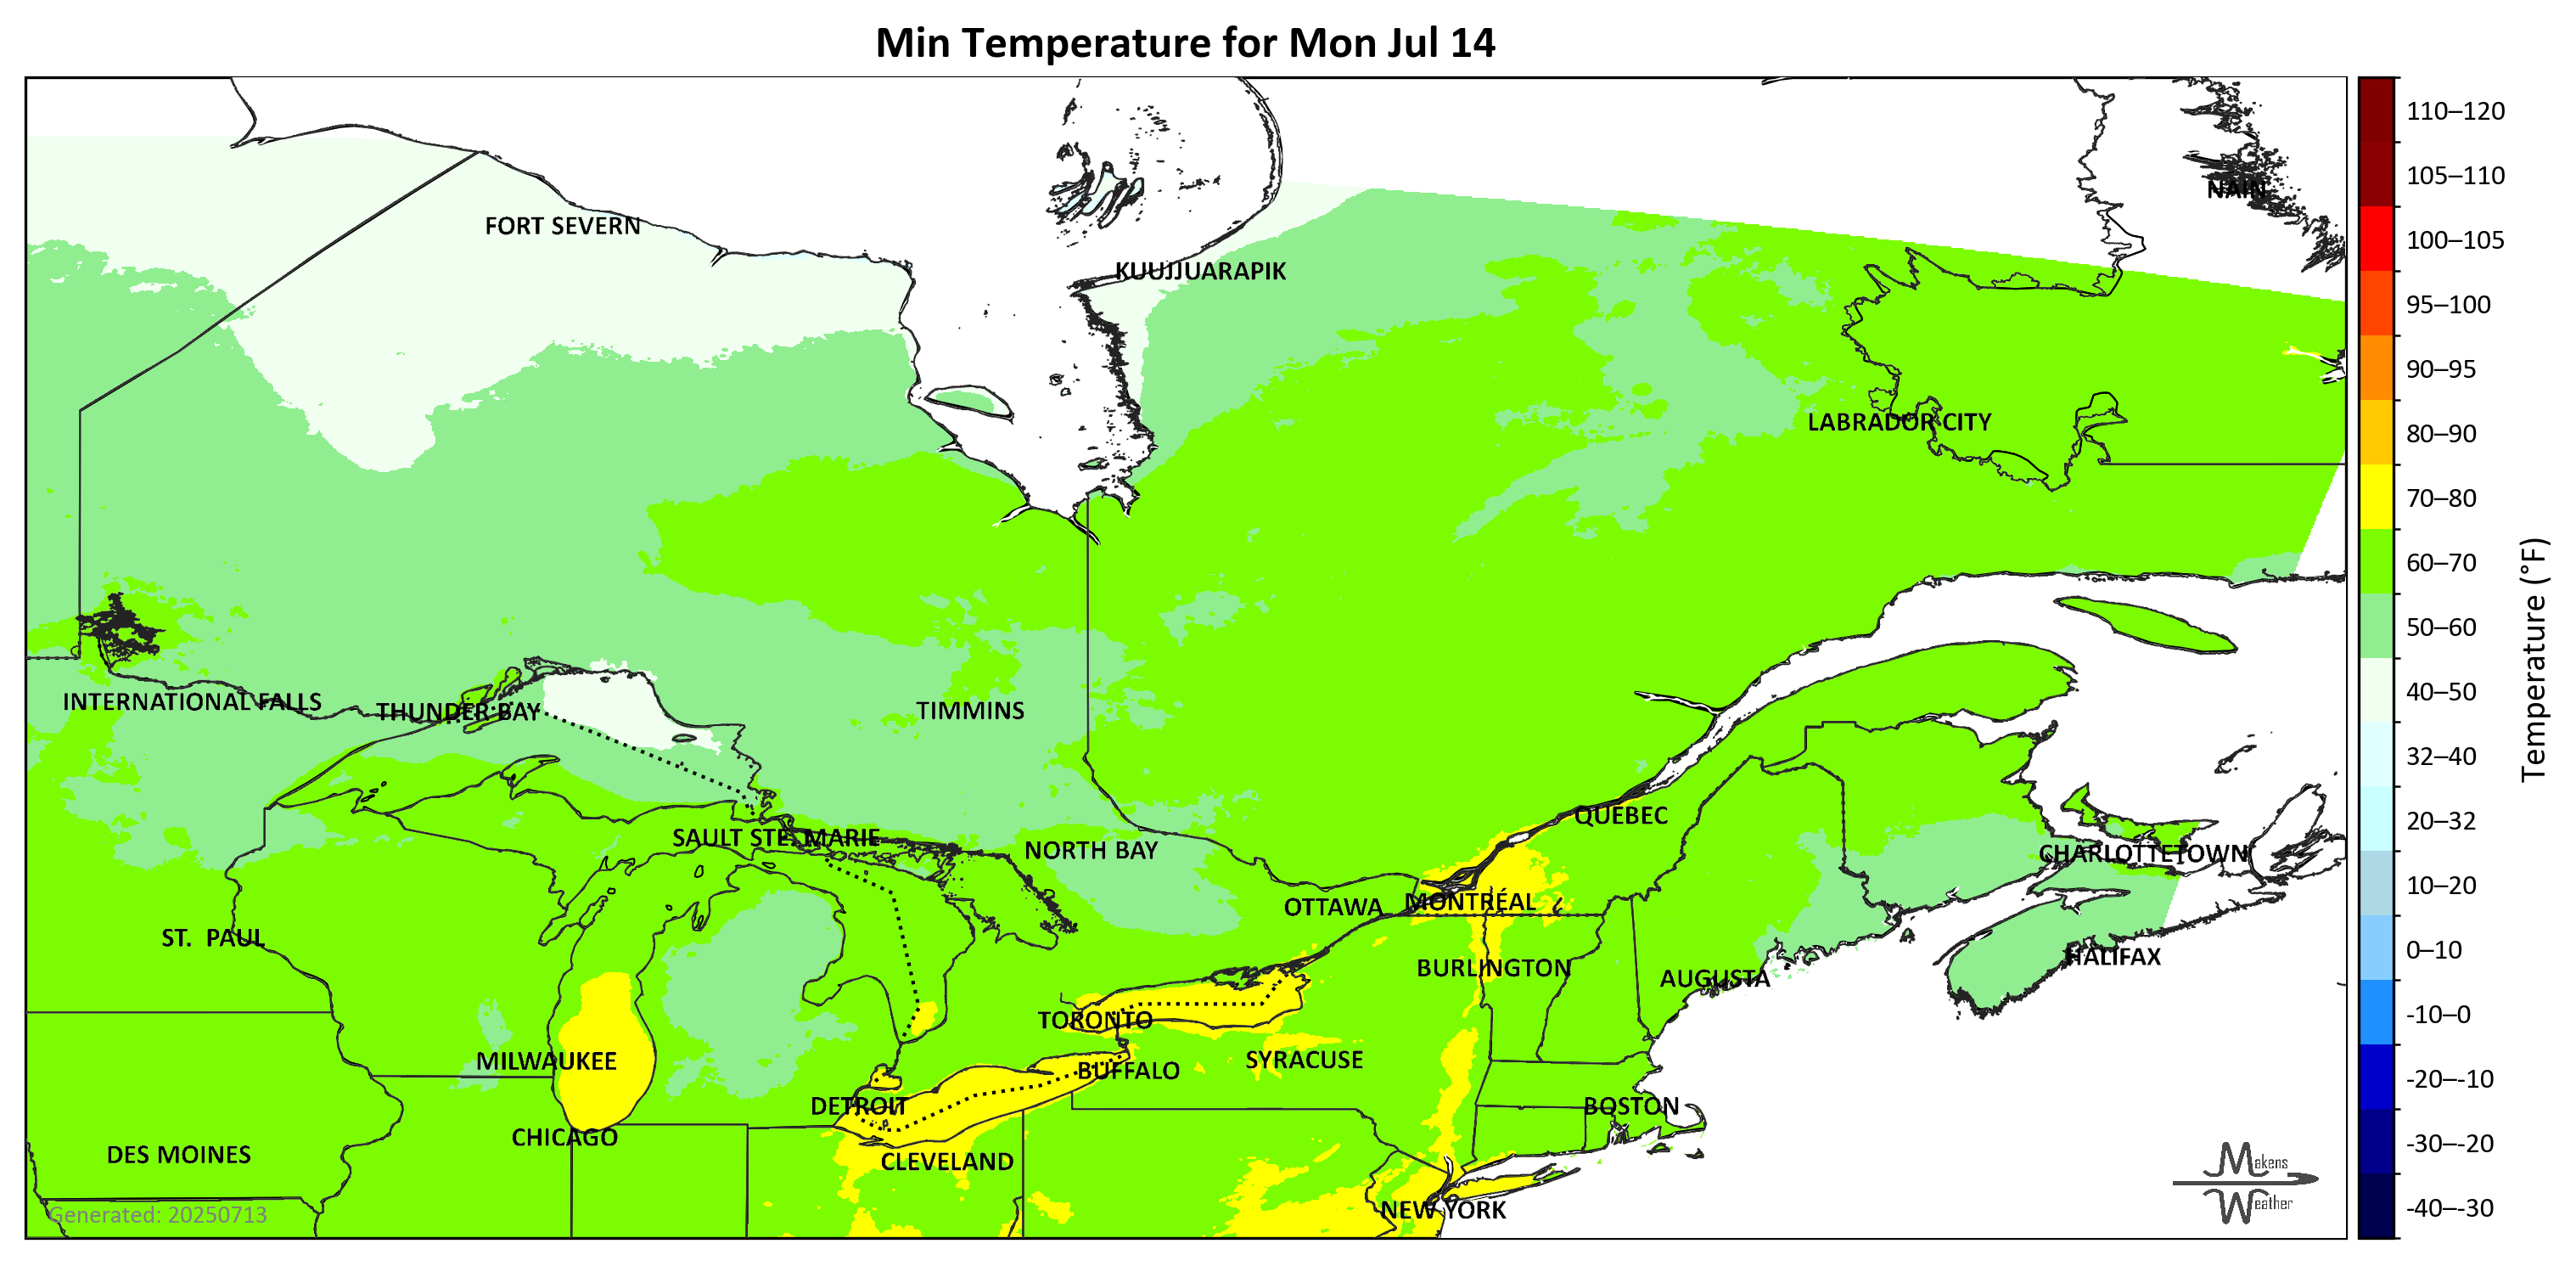 Min Temperature for Mon Jul 14
110–120
105–110
NAIN
FORT SEVERN
100–105
KUUJJUARAPIK
95–100
90–95
LABRADOR CITY
80–90
70–80
60–70
50–60
Temperature (°F)
40–50
INTERNATIONAL FALLS
THUNDER BAY
TIMMINS
32–40
QUEBEC
20–32
SAULT STE. MARIE
NORTH BAY
CHARLOTTETOWN
10–20
MONTRÉAL
OTTAWA
ST. PAUL
0–10
HALIFAX
BURLINGTON
AUGUSTA
-10–0
TORONTO
MILWAUKEE
SYRACUSE
BUFFALO
-20–-10
DETROIT
BOSTON
CHICAGO
-30–-20
DES MOINES
CLEVELAND
Makens
Weather
-40–-30
NEW YORK
Generated: 20250713